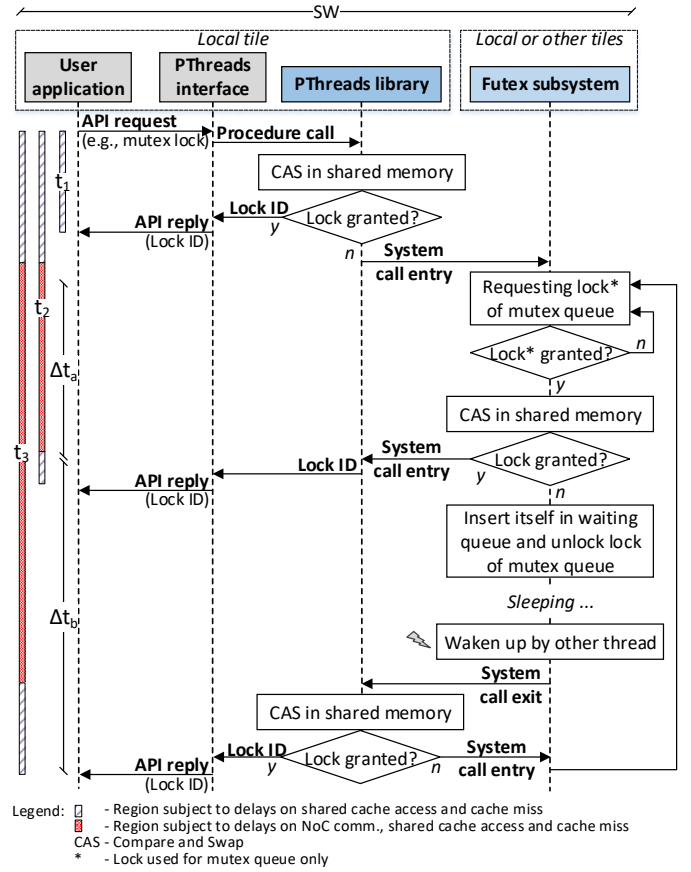 SW
Local tile
Local or other tiles
User
application
PThreads
interface
PThreads library
Futex subsystem
API request
(e.g., mutex lock)
Procedure call
CAS in shared memory
t1
Lock ID
Lock granted?
API reply
y
(Lock ID)
n
System
call entry
Requesting lock*
of mutex queue
t2
Lock* granted?
n
Δta
y
CAS in shared memory
t3
System
Lock ID
call entry
Lock granted?
y
API reply
(Lock ID)
n
Insert itself in waiting
queue and unlock lock
of mutex queue
Sleeping ...
Δtb
Waken up by other thread
System
call exit
CAS in shared memory
Lock ID
Lock granted?
System
API reply
y
n
call entry
(Lock ID)
Legend:
- Region subject to delays on shared cache access and cache miss
- Region subject to delays on NoC comm., shared cache access and cache miss
CAS - Compare and Swap
* - Lock used for mutex queue only